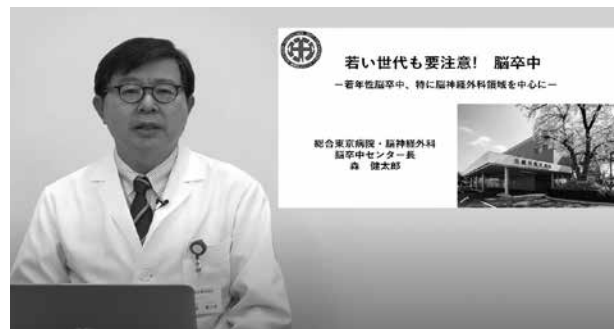 若い世代も要注意!　脳卒中
ー若年性脳卒中、特に脳神経外科領域を中心にー
総合東京病院・脳神経外科
脳卒中センター長
森　健太郎